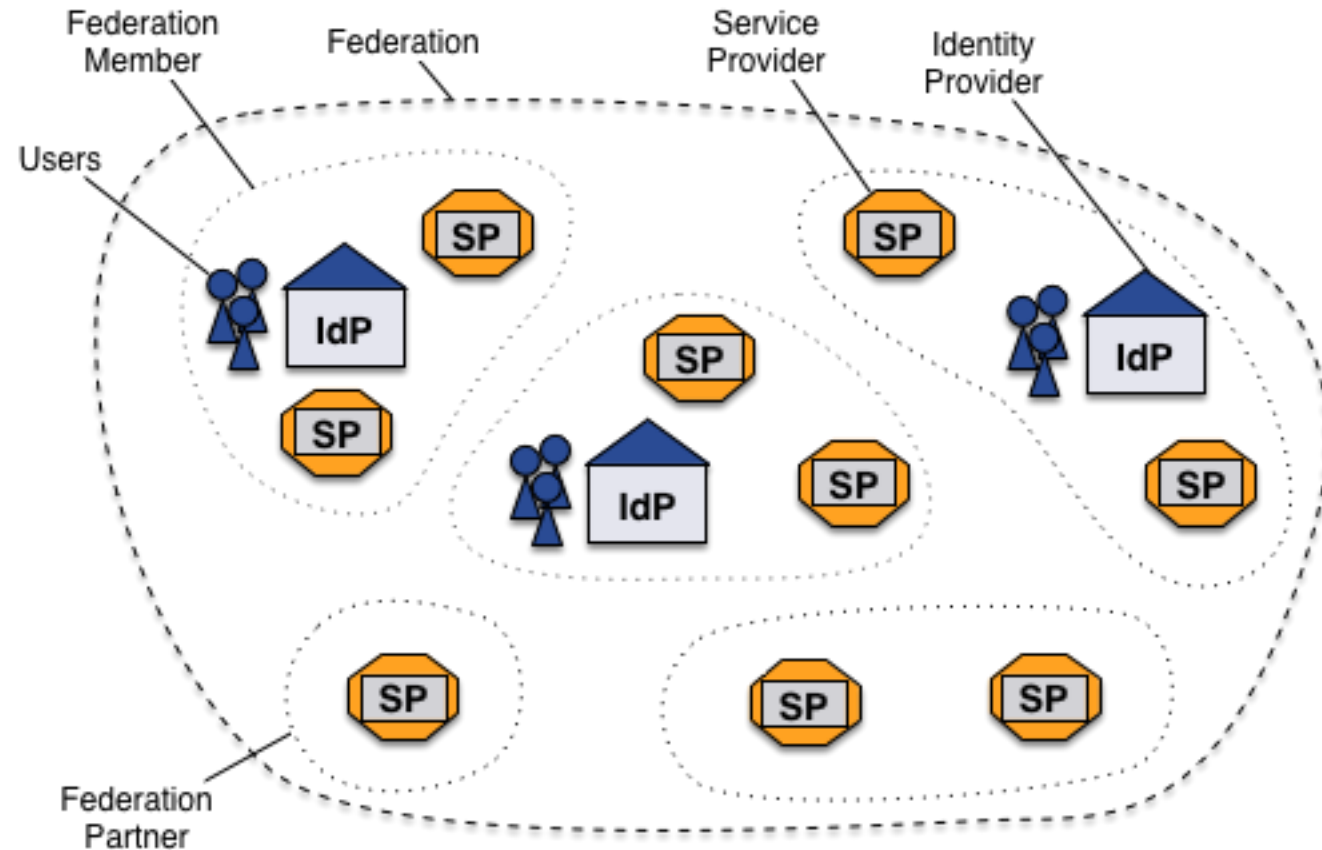 Federation
Member
Federation
Service
Provider
Identity
Provider
Users
SP
SP
IdP
IdP
SP
SP
IdP
SP
SP
SP
SP
SP
Federation
Partner